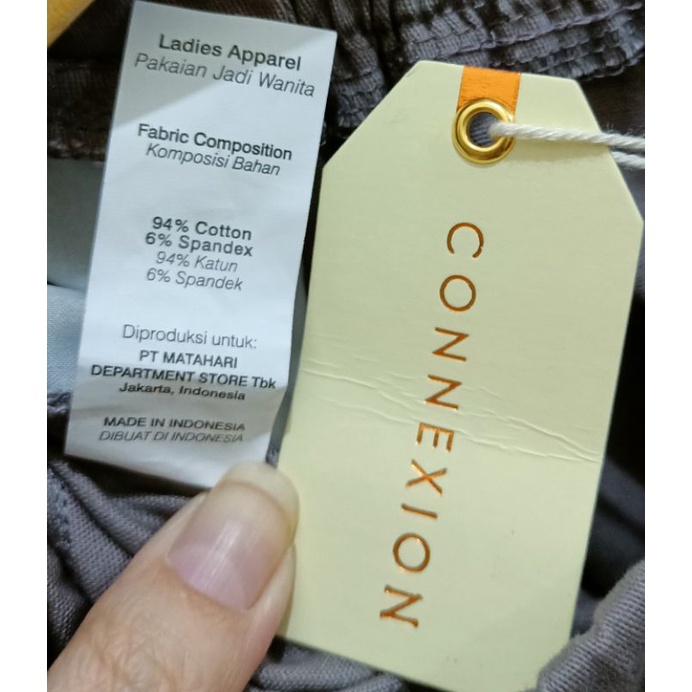 Ladies Apparel
Pakaian Jadi Wanita
Fabric Composition
Komposisi Bahan
94% Cotton
6% Spandex
94% Katun
6% Spandek
Diproduksi untuk:
PT MATAHARI
DEPARTMENT STORE Tbk
Jakarta, Indonesia
MADE IN INDONESIA
DIBUAT DI INDONESIA
CONNEXION